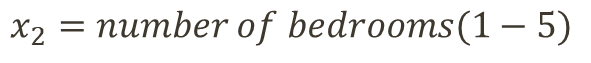 x₂ = number of bedrooms(1 − 5)